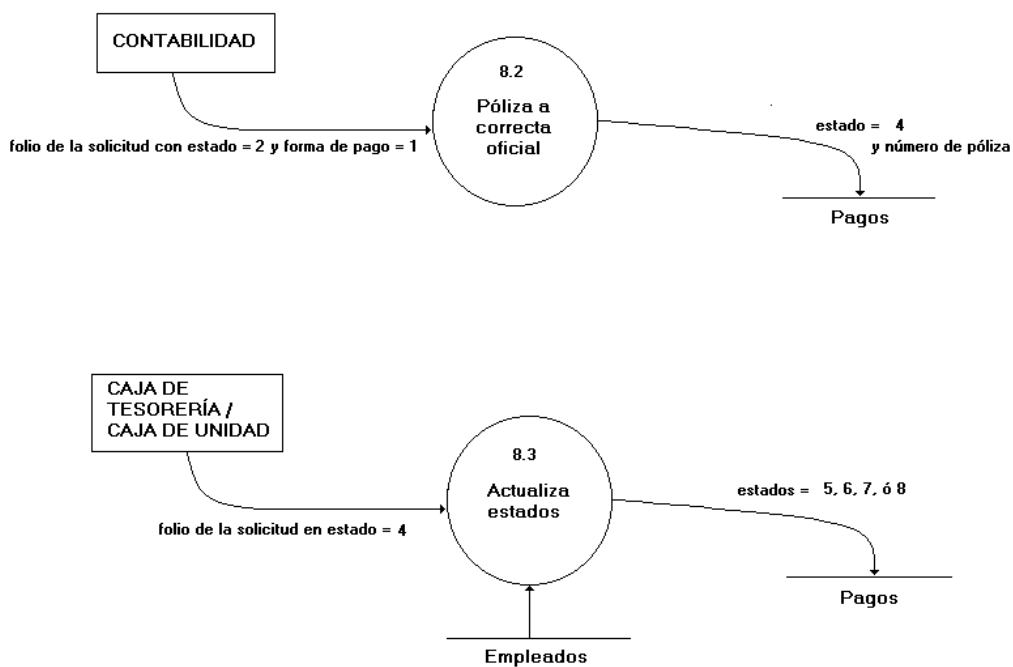 CONTABILIDAD
8.2
Póliza a
correcta
oficial
folio de la solicitud con estado = 2 y forma de pago = 1
estado = 4
y número de póliza
Pagos
CAJA DE
TESORERÍA /
CAJA DE UNIDAD
8.3
Actualiza
estados
folio de la solicitud en estado = 4
estados = 5, 6, 7, ó 8
Pagos
Empleados